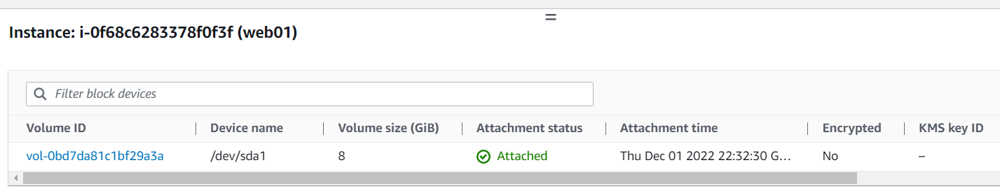 Instance: i-0f68c6283378f0f3f (web01)
Filter block devices
Volume ID Device name Volume size (GiB) Attachment status Attachment time Encrypted KMS key ID
vol-0bd7da81c1bf29a3a /dev/sda1 8 Attached Thu Dec 01 2022 22:32:30 G... No –